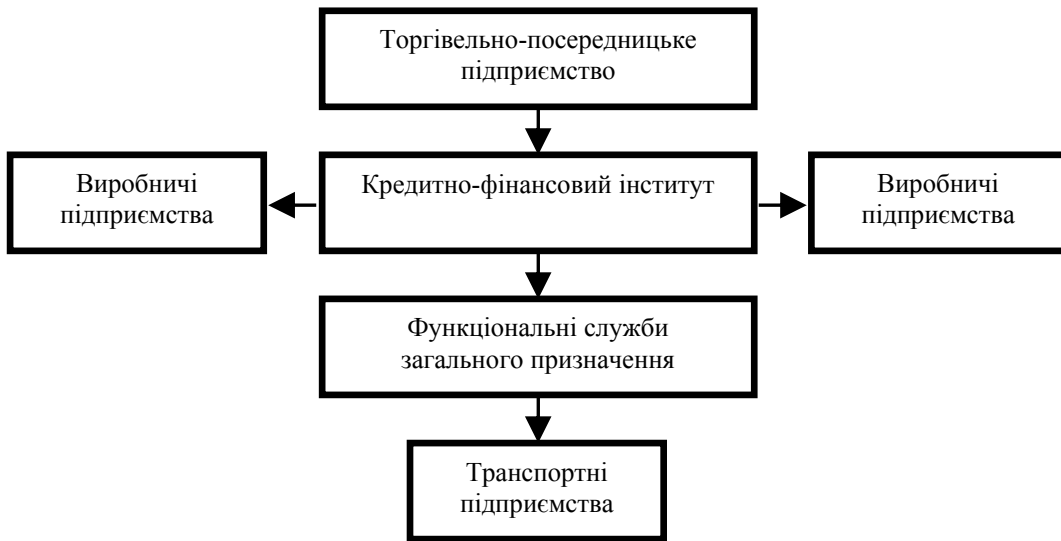 Торгівельно-посередницьке
підприємство
Виробничі
підприємства
Кредитно-фінансовий інститут
Виробничі
підприємства
Функціональні служби
загального призначення
Транспортні
підприємства